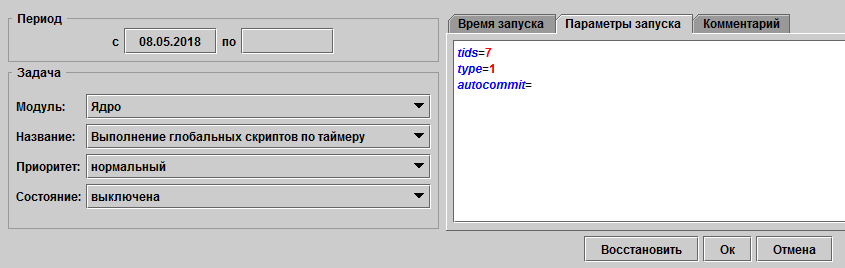 Период
с 08.05.2018 по
Задача
Модуль: Ядро
Название: Выполнение глобальных скриптов по таймеру
Приоритет: нормальный
Состояние: выключена
Время запуска Параметры запуска Комментарий
tids=7
type=1
autocommit=
Восстановить Ок Отмена